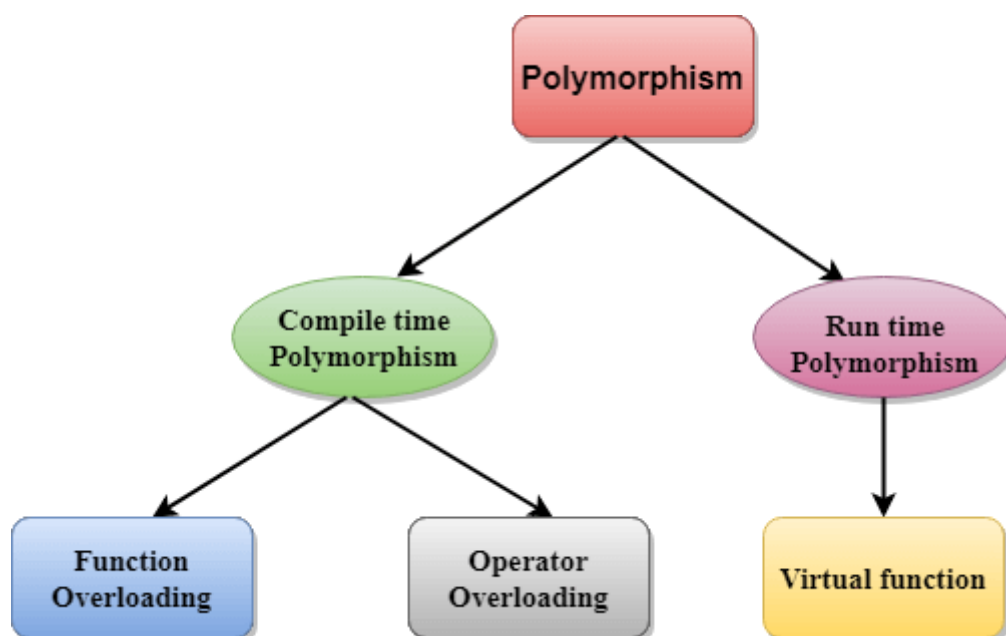 Polymorphism
Compile time
Polymorphism
Run time
Polymorphism
Function
Overloading
Operator
Overloading
Virtual function